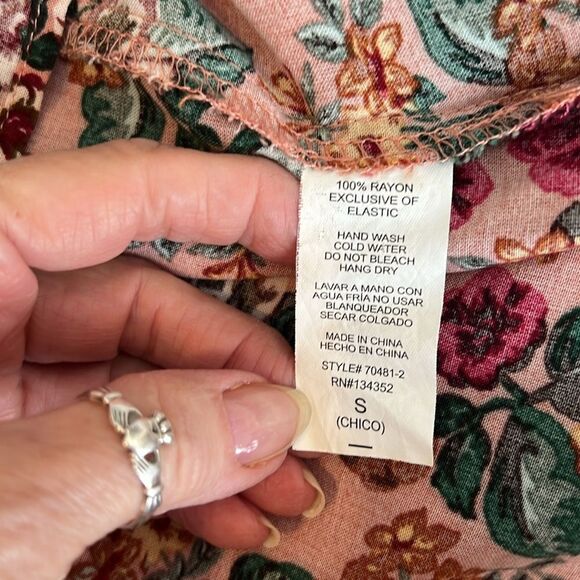 100% RAYON
EXCLUSIVE OF
ELASTIC
HAND WASH
COLD WATER
DO NOT BLEACH
HANG DRY
LAVAR A MANO CON
AGUA FRÍA NO USAR
BLANQUEADOR
SECAR COLGADO
MADE IN CHINA
HECHO EN CHINA
STYLE# 70481-2
RN#134352
S
(CHICO)